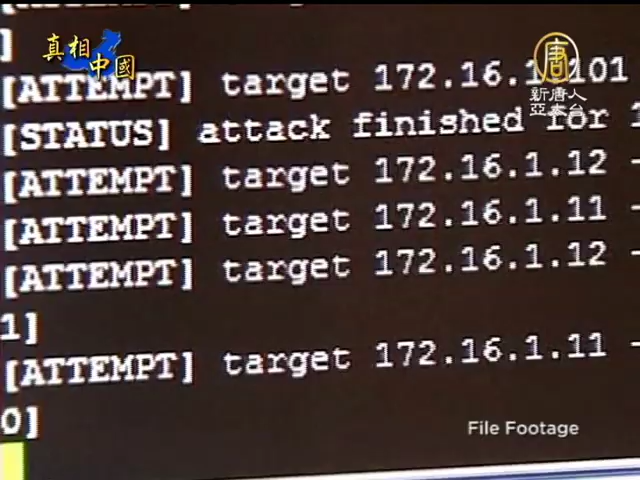 真相
中國
唐
新唐人
亞太台
]
[ATTEMPT] target 172.16.1.101
[STATUS] attack finished for 1
[ATTEMPT] target 172.16.1.12 -
[ATTEMPT] target 172.16.1.11 -
[ATTEMPT] target 172.16.1.12 -
1]
[ATTEMPT] target 172.16.1.11 -
0]
File Footage